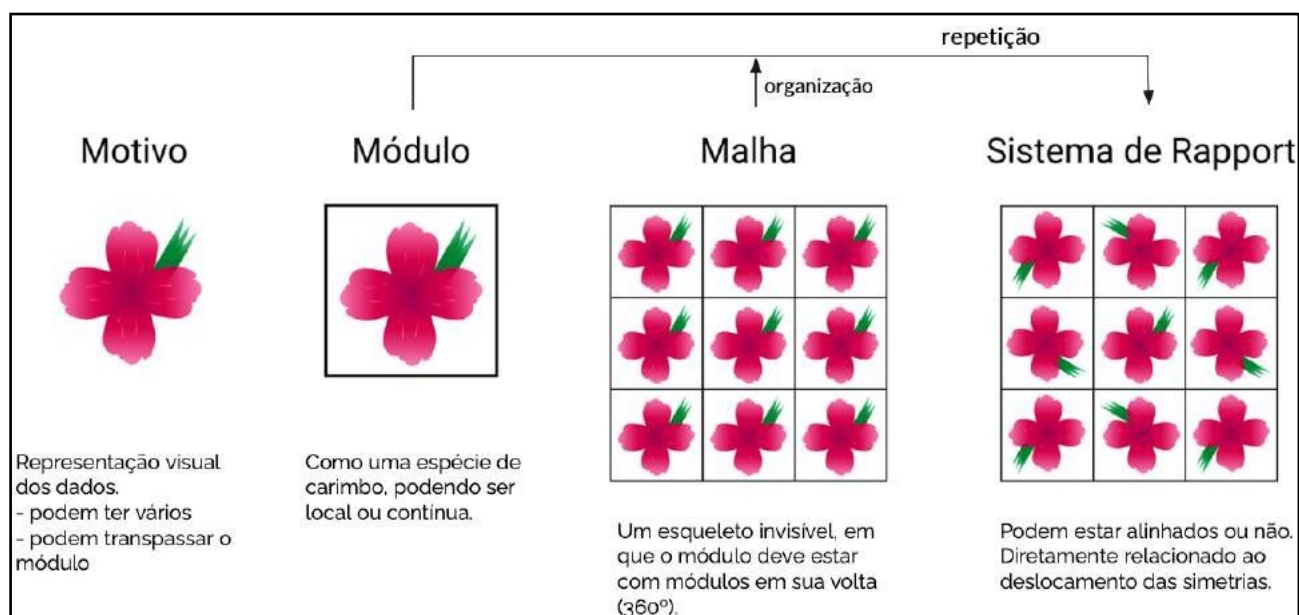 repetição
organização
Motivo
Módulo
Malha
Sistema de Rapport
Representação visual
dos dados.
- podem ter vários
- podem transpassar o
módulo
Como uma espécie de
carimbo, podendo ser
local ou contínua.
Um esqueleto invisível, em
que o módulo deve estar
com módulos em sua volta
(360º).
Podem estar alinhados ou não.
Diretamente relacionado ao
deslocamento das simetrias.